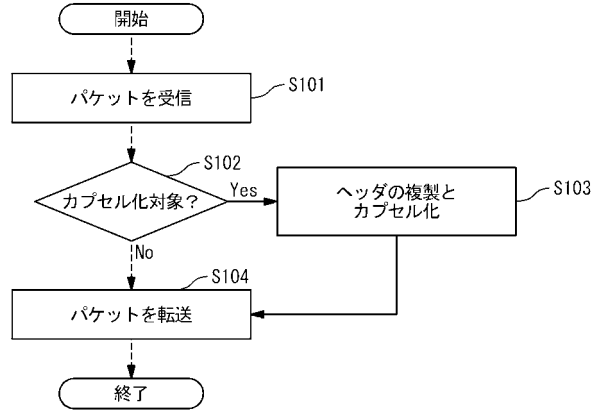 開始
パケットを受信
S101
S102
カプセル化対象?
Yes
ヘッダの複製と
カプセル化
S103
No
S104
パケットを転送
終了